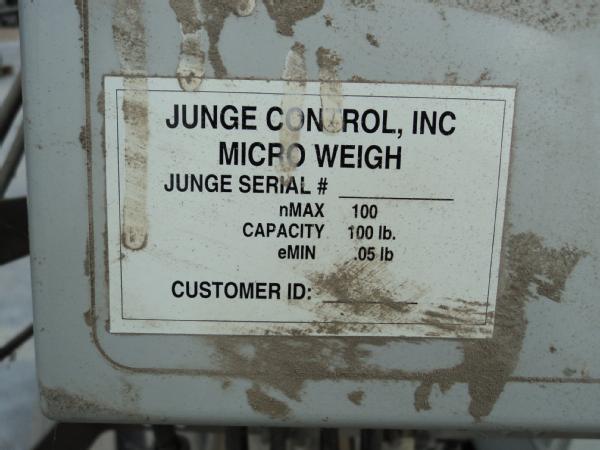 JUNGE CONTROL, INC
MICRO WEIGH
JUNGE SERIAL #
nMAX 100
CAPACITY 100 lb.
eMIN .05 lb
CUSTOMER ID: